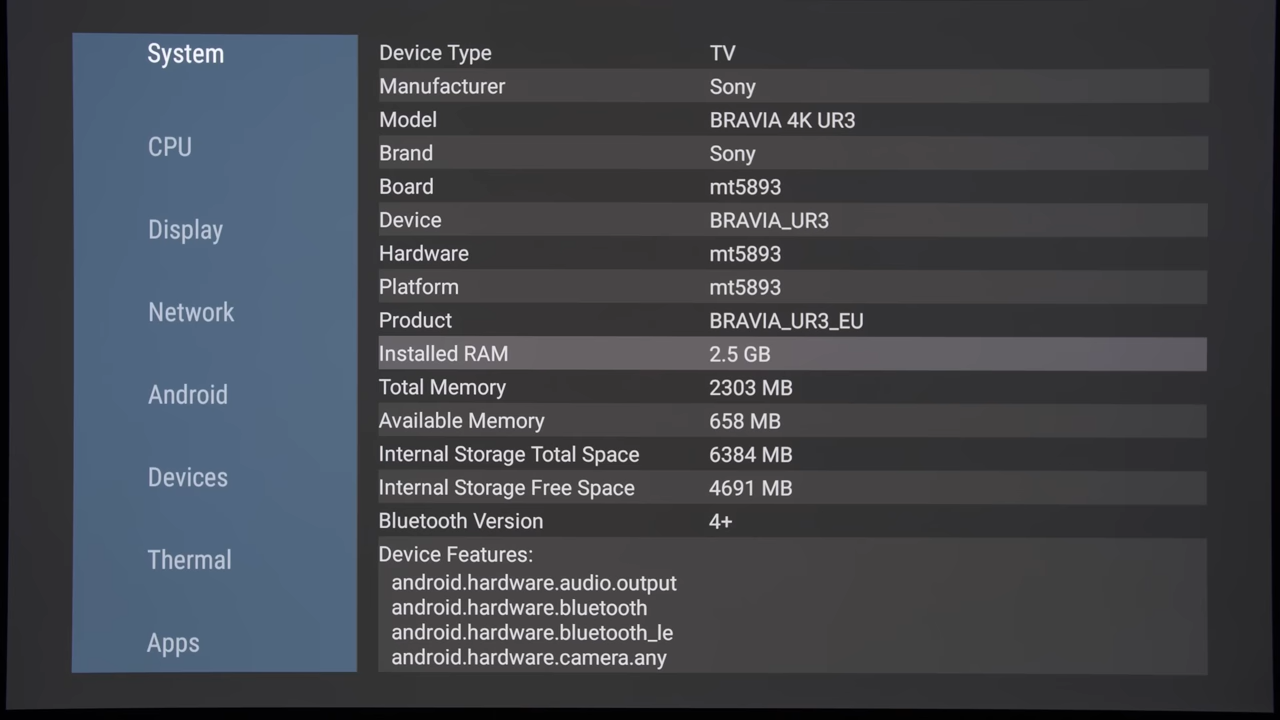 System
CPU
Display
Network
Android
Devices
Thermal
Apps
Device Type TV
Manufacturer Sony
Model BRAVIA 4K UR3
Brand Sony
Board mt5893
Device BRAVIA_UR3
Hardware mt5893
Platform mt5893
Product BRAVIA_UR3_EU
Installed RAM 2.5 GB
Total Memory 2303 MB
Available Memory 658 MB
Internal Storage Total Space 6384 MB
Internal Storage Free Space 4691 MB
Bluetooth Version 4+
Device Features:
android.hardware.audio.output
android.hardware.bluetooth
android.hardware.bluetooth_le
android.hardware.camera.any